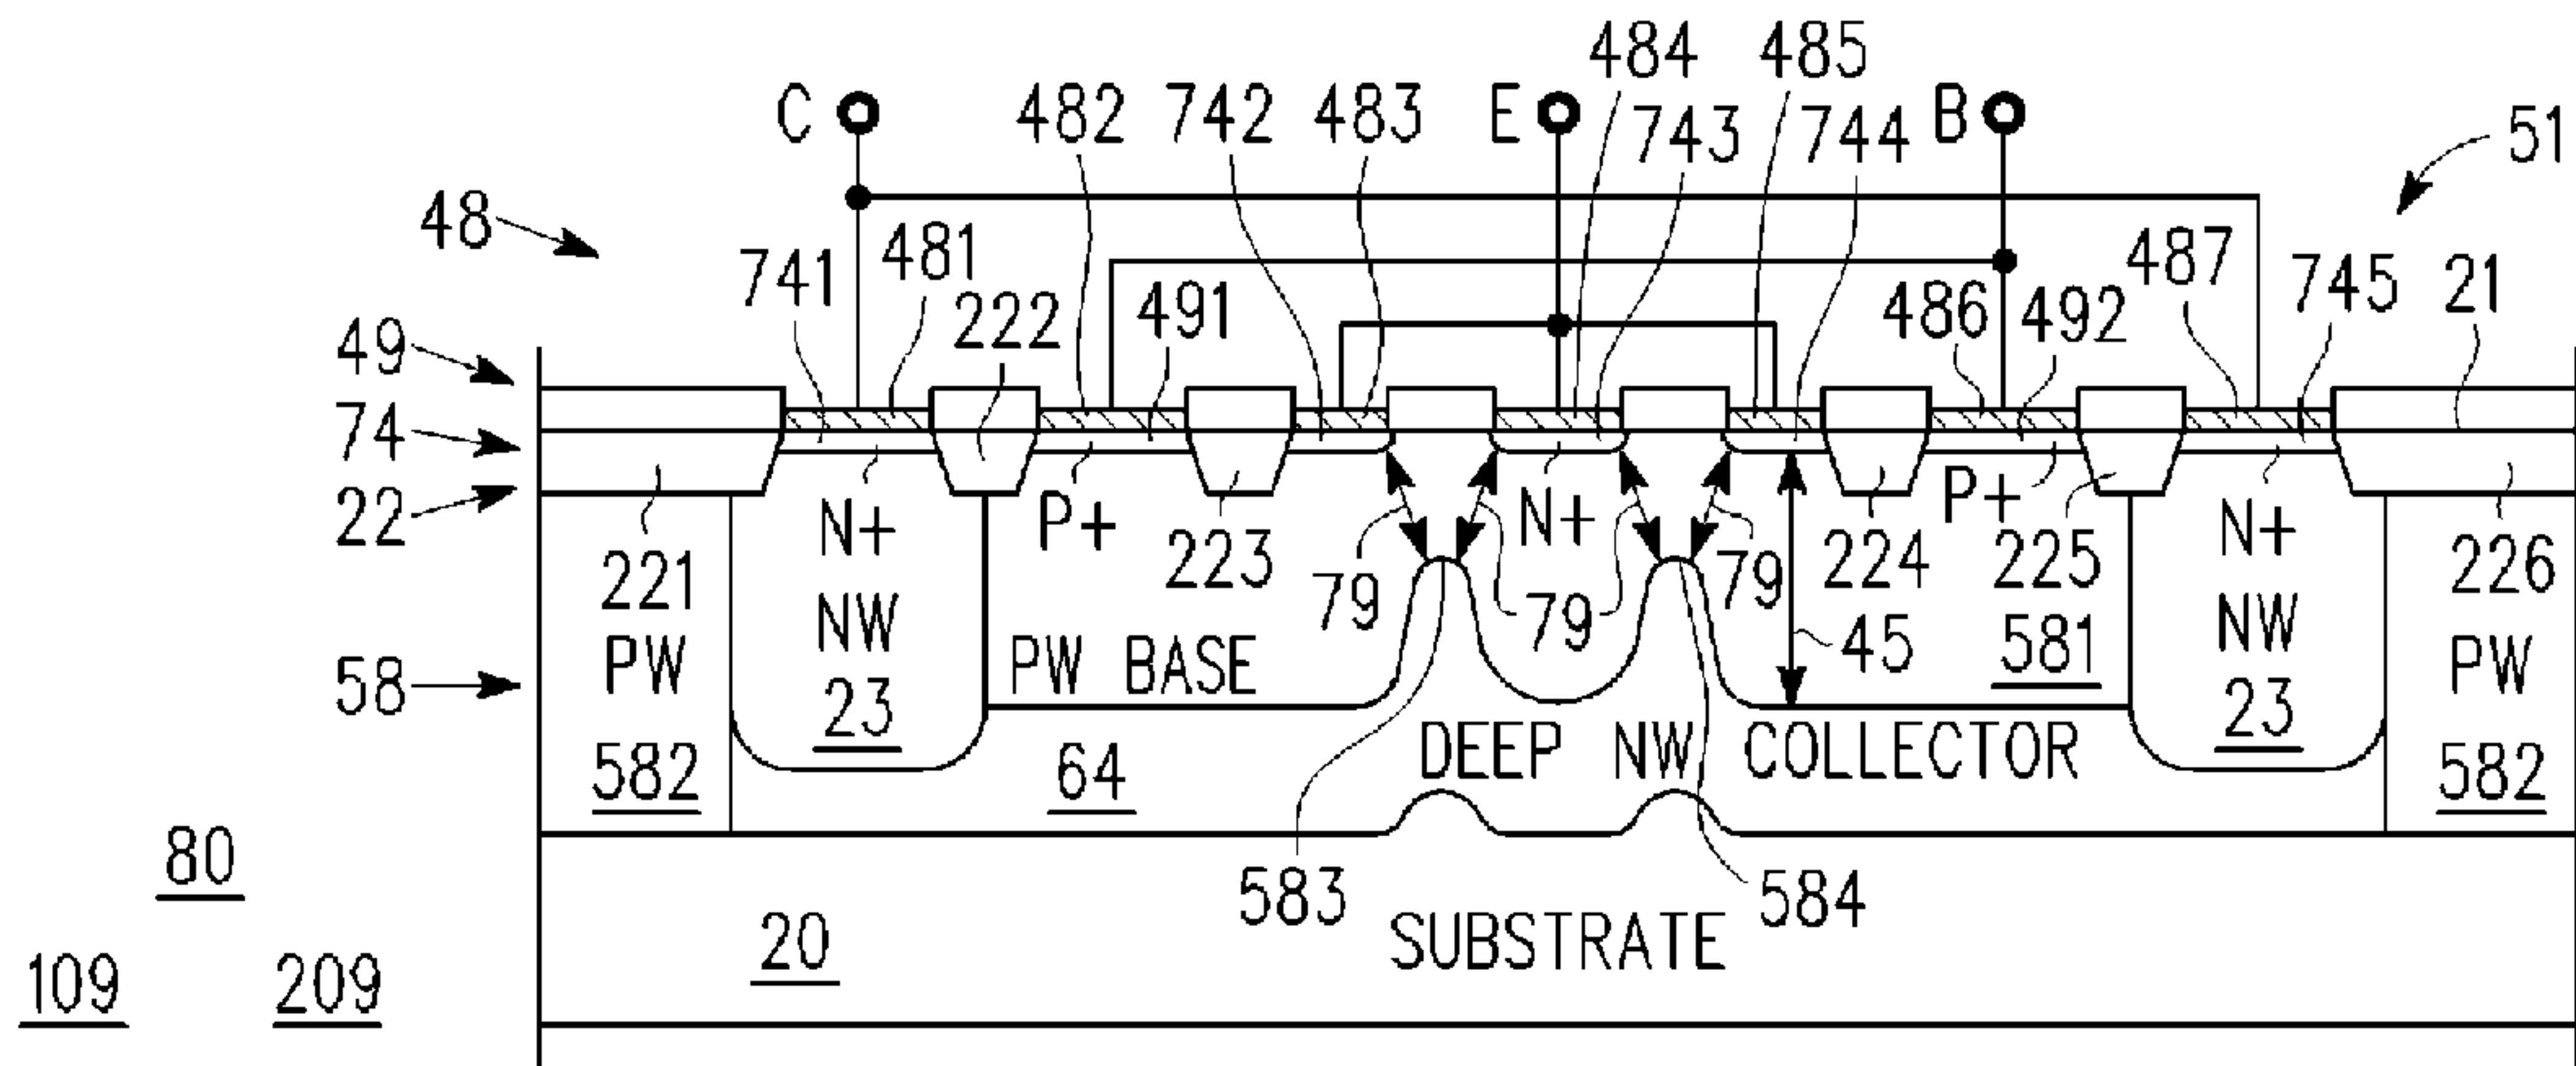 484 485
C 482 742 483 E 743 744 B 51
48
741 481 222 491 486 492 487 745 21
49
74
22
N+ P+ 223 79 N+ 79 79 224 P+ 225 N+
221 226
PW NW PW BASE 45 581 NW PW
58
23 23
582 64 DEEP NW COLLECTOR 582
80
583 584
20 SUBSTRATE
109 209